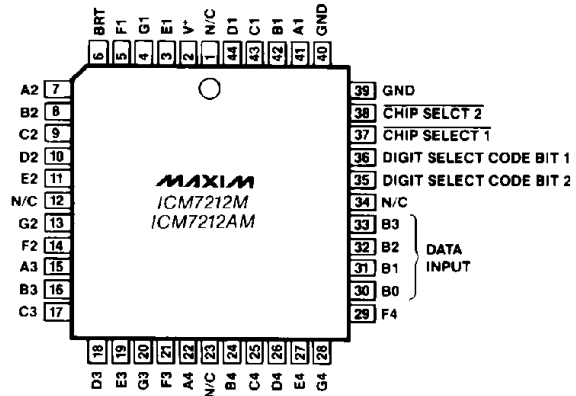 BRT F1 G1 E1 V+ N/C D1 C1 B1 A1 GND
6 5 4 3 2 1 44 43 42 41 40
A2 7
B2 8
C2 9
D2 10
E2 11
N/C 12
G2 13
F2 14
A3 15
B3 16
C3 17
MAXIM
ICM7212M
ICM7212AM
39 GND
38 CHIP SELCT 2
37 CHIP SELECT 1
36 DIGIT SELECT CODE BIT 1
35 DIGIT SELECT CODE BIT 2
34 N/C
33 B3
32 B2
31 B1
30 B0
DATA
INPUT
29 F4
18 19 20 21 22 23 24 25 26 27 28
D3 E3 G3 F3 A4 N/C B4 C4 D4 E4 G4